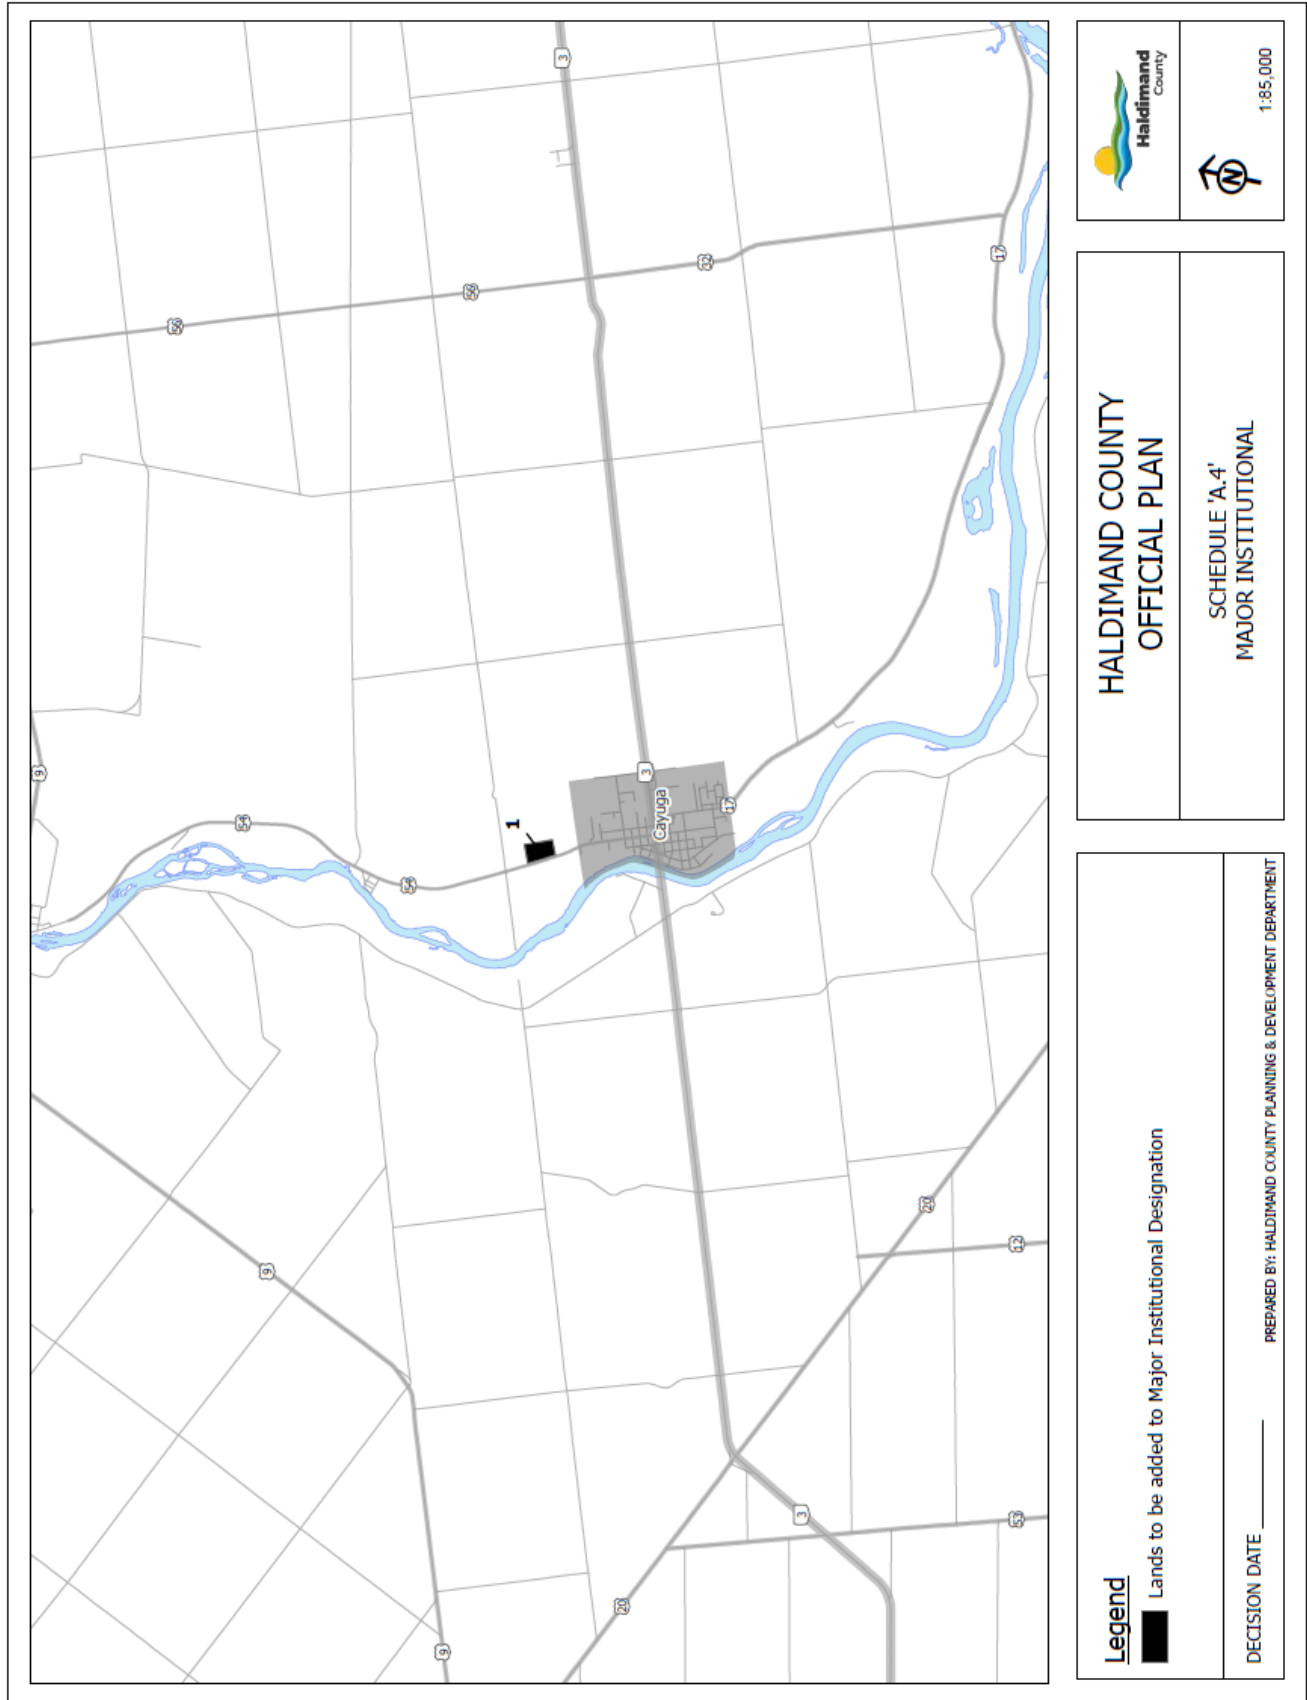 9
54
54
56
56
3
32
17
1
3
Cayuga
17
9
9
20
3
20
12
53
Legend
Lands to be added to Major Institutional Designation
DECISION DATE ____________
PREPARED BY: HALDIMAND COUNTY PLANNING & DEVELOPMENT DEPARTMENT
HALDIMAND COUNTY
OFFICIAL PLAN
SCHEDULE 'A.4'
MAJOR INSTITUTIONAL
Haldimand
County
N
1:85,000